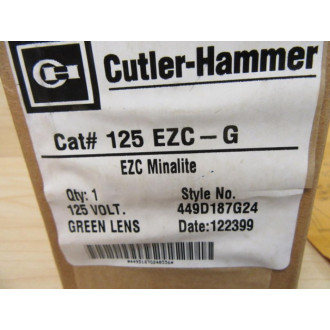 Cutler-Hammer
Cat# 125 EZC-G
EZC Minalite
Qty: 1 Style No.
125 VOLT. 449D187G24
GREEN LENS Date:122399